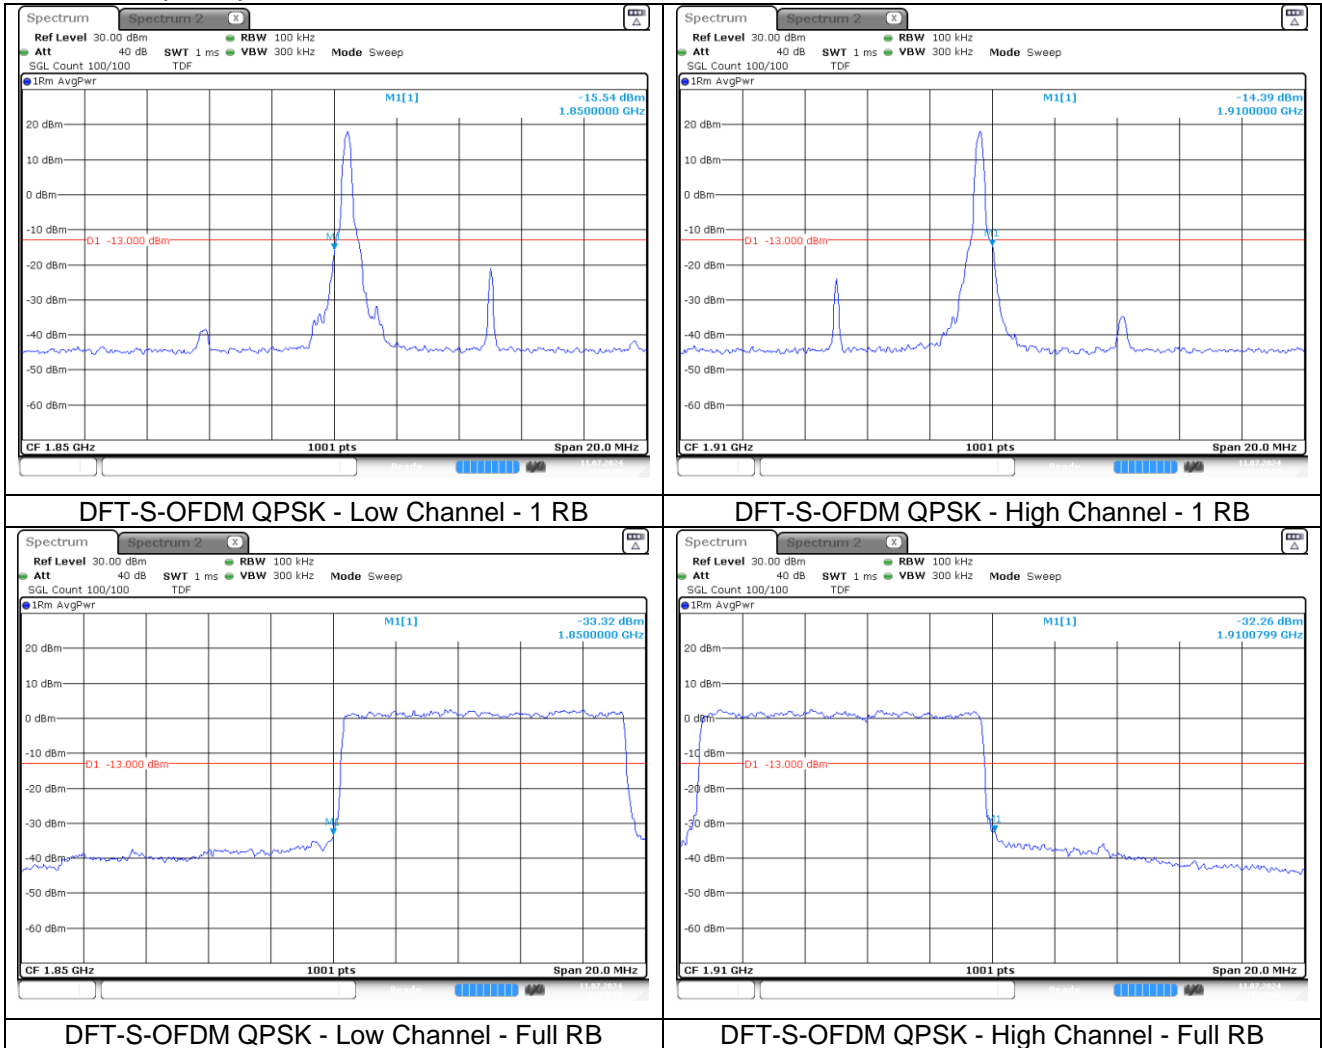 Spectrum Spectrum 2 X
Ref Level 30.00 dBm RBW 100 kHz
Att 40 dB SWT 1 ms VBW 300 kHz Mode Sweep
SGL Count 100/100 TDF
1Rm AvgPwr
M1[1] -15.54 dBm
1.8500000 GHz
20 dBm
10 dBm
0 dBm
-10 dBm
D1 -13.000 dBm
M1
-20 dBm
-30 dBm
-40 dBm
-50 dBm
-60 dBm
CF 1.85 GHz 1001 pts Span 20.0 MHz
Ready 11.07.2024
DFT-S-OFDM QPSK - Low Channel - 1 RB
Spectrum Spectrum 2 X
Ref Level 30.00 dBm RBW 100 kHz
Att 40 dB SWT 1 ms VBW 300 kHz Mode Sweep
SGL Count 100/100 TDF
1Rm AvgPwr
M1[1] -14.39 dBm
1.9100000 GHz
20 dBm
10 dBm
0 dBm
-10 dBm
D1 -13.000 dBm
M1
-20 dBm
-30 dBm
-40 dBm
-50 dBm
-60 dBm
CF 1.91 GHz 1001 pts Span 20.0 MHz
Ready 11.07.2024
DFT-S-OFDM QPSK - High Channel - 1 RB
Spectrum Spectrum 2 X
Ref Level 30.00 dBm RBW 100 kHz
Att 40 dB SWT 1 ms VBW 300 kHz Mode Sweep
SGL Count 100/100 TDF
1Rm AvgPwr
M1[1] -33.32 dBm
1.8500000 GHz
20 dBm
10 dBm
0 dBm
-10 dBm
D1 -13.000 dBm
-20 dBm
-30 dBm
M1
-40 dBm
-50 dBm
-60 dBm
CF 1.85 GHz 1001 pts Span 20.0 MHz
Ready 11.07.2024
DFT-S-OFDM QPSK - Low Channel - Full RB
Spectrum Spectrum 2 X
Ref Level 30.00 dBm RBW 100 kHz
Att 40 dB SWT 1 ms VBW 300 kHz Mode Sweep
SGL Count 100/100 TDF
1Rm AvgPwr
M1[1] -32.26 dBm
1.9100799 GHz
20 dBm
10 dBm
0 dBm
-10 dBm
D1 -13.000 dBm
-20 dBm
-30 dBm
M1
-40 dBm
-50 dBm
-60 dBm
CF 1.91 GHz 1001 pts Span 20.0 MHz
Ready 11.07.2024
DFT-S-OFDM QPSK - High Channel - Full RB